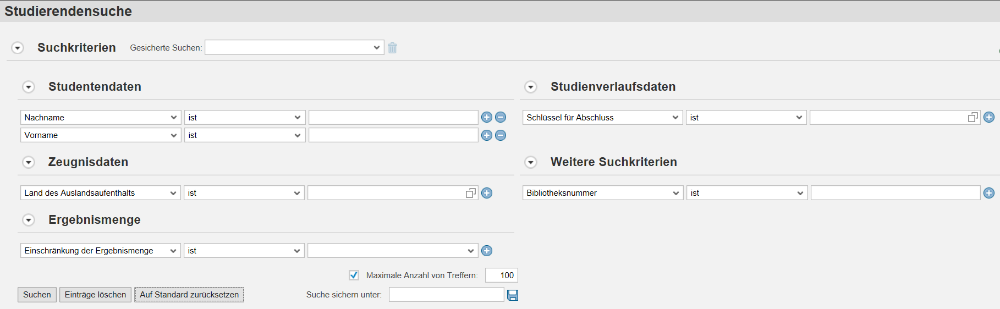 Studierendensuche
Suchkriterien Gesicherte Suchen:
Studentendaten
Nachname ist
Vorname ist
Studienverlaufsdaten
Schlüssel für Abschluss ist
Zeugnisdaten
Land des Auslandsaufenthalts ist
Weitere Suchkriterien
Bibliotheksnummer ist
Ergebnismenge
Einschränkung der Ergebnismenge ist
Maximale Anzahl von Treffern: 100
Suchen Einträge löschen Auf Standard zurücksetzen Suche sichern unter: